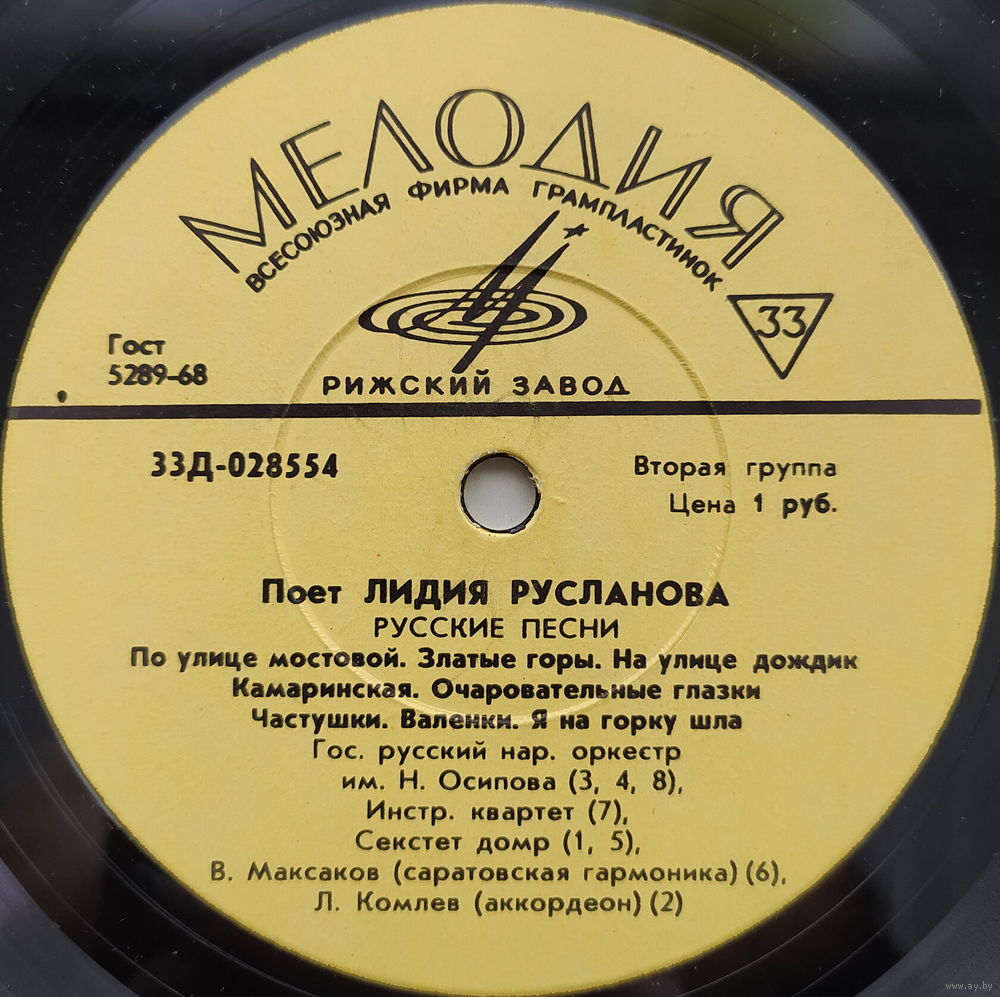 МЕЛОДИЯ
ВСЕСОЮЗНАЯ ФИРМА ГРАМПЛАСТИНОК
33
Гост
5289-68
РИЖСКИЙ ЗАВОД
33Д-028554
Вторая группа
Цена 1 руб.
Поет ЛИДИЯ РУСЛАНОВА
РУССКИЕ ПЕСНИ
По улице мостовой. Златые горы. На улице дождик
Камаринская. Очаровательные глазки
Частушки. Валенки. Я на горку шла
Гос. русский нар. оркестр
им. Н. Осипова (3, 4, 8),
Инстр. квартет (7),
Секстет домр (1, 5),
В. Максаков (саратовская гармоника) (6),
Л. Комлев (аккордеон) (2)
www.ay.by